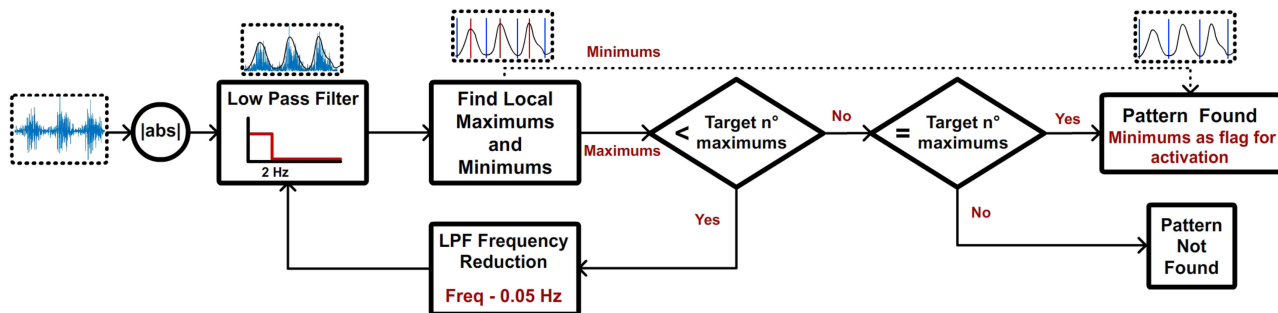 Minimums
|abs|
Low Pass Filter
2 Hz
Find Local
Maximums
and
Minimums
Maximums
<
Target n°
maximums
No
=
Target n°
maximums
Yes
Pattern Found
Minimums as flag for
activation
Yes
No
LPF Frequency
Reduction
Freq - 0.05 Hz
Pattern
Not
Found